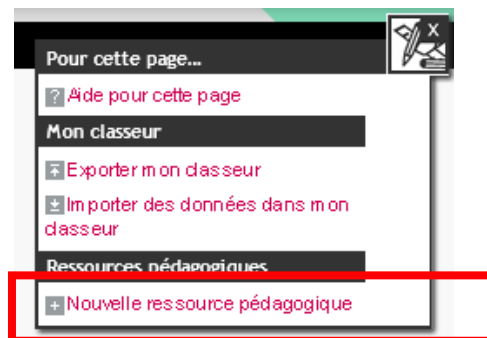 x
Pour cette page...
? Aide pour cette page
Mon classeur
Exporter mon classeur
Importer des données dans mon
classeur
Ressources pédagogiques
+ Nouvelle ressource pédagogique